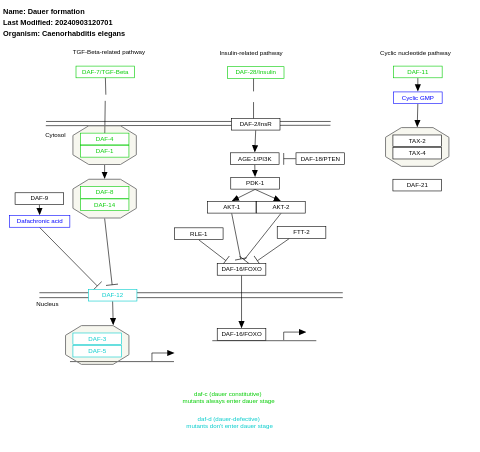 Name: Dauer formation
Last Modified: 20240903120701
Organism: Caenorhabditis elegans
TGF-Beta-related pathway
Insulin-related pathway
Cyclic nucleotide pathway
DAF-7/TGF-Beta
DAF-28/Insulin
DAF-11
Cyclic GMP
DAF-2/InsR
Cytosol
DAF-4
DAF-1
TAX-2
TAX-4
AGE-1/PI3K
DAF-18/PTEN
PDK-1
DAF-21
DAF-8
DAF-14
DAF-9
Dafachronic acid
AKT-1
AKT-2
RLE-1
FTT-2
DAF-16/FOXO
DAF-12
Nucleus
DAF-16/FOXO
DAF-3
DAF-5
daf-c (dauer constitutive)
mutants always enter dauer stage
daf-d (dauer-defective)
mutants don't enter dauer stage